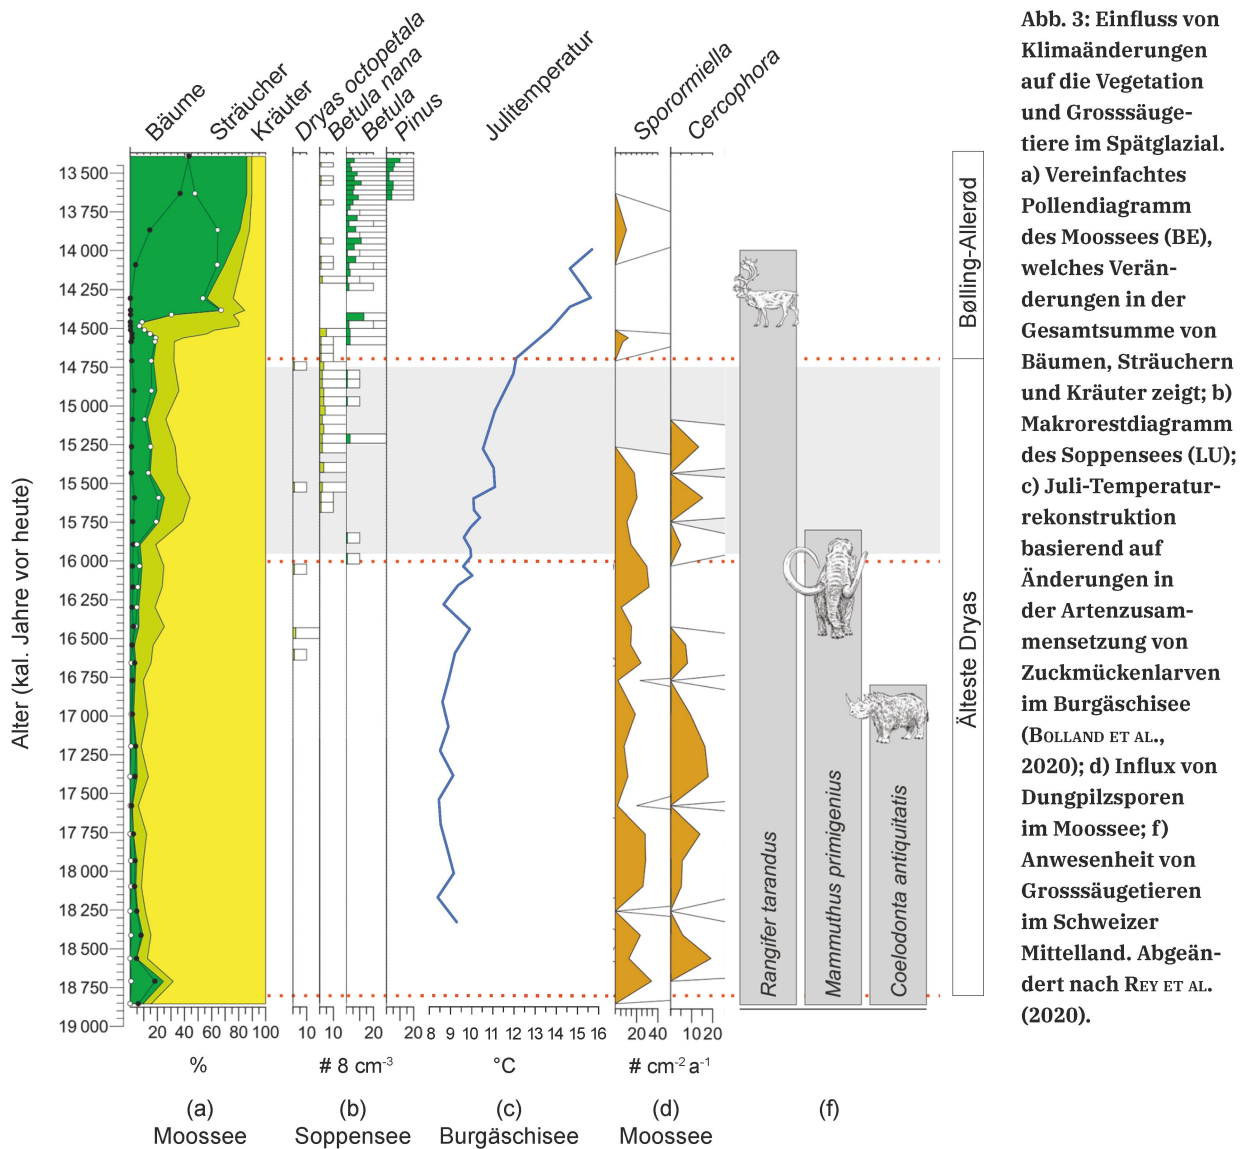 Bäume
Sträucher
Kräuter
Dryas octopetala
Betula nana
Betula
Pinus
Julitemperatur
Sporormiella
Cercophora
Alter (kal. Jahre vor heute)
13 500
13 750
14 000
14 250
14 500
14 750
15 000
15 250
15 500
15 750
16 000
16 250
16 500
16 750
17 000
17 250
17 500
17 750
18 000
18 250
18 500
18 750
19 000
Rangifer tarandus
Mammuthus primigenius
Coelodonta antiquitatis
Bølling-Allerød
Älteste Dryas
20 40 60 80 100
10
10
20
20
8 9 10 11 12 13 14 15 16
20 40
10 20
%
# 8 cm-3
°C
# cm-2 a-1
(a)
Moossee
(b)
Soppensee
(c)
Burgäschisee
(d)
Moossee
(f)
Abb. 3: Einfluss von
Klimaänderungen
auf die Vegetation
und Grosssäuge-
tiere im Spätglazial.
a) Vereinfachtes
Pollendiagramm
des Moossees (BE),
welches Verän-
derungen in der
Gesamtsumme von
Bäumen, Sträuchern
und Kräuter zeigt; b)
Makrorestdiagramm
des Soppensees (LU);
c) Juli-Temperatur-
rekonstruktion
basierend auf
Änderungen in
der Artenzusam-
mensetzung von
Zuckmückenlarven
im Burgäschisee
(Bolland et al.,
2020); d) Influx von
Dungpilzsporen
im Moossee; f)
Anwesenheit von
Grosssäugetieren
im Schweizer
Mittelland. Abgeän-
dert nach Rey et al.
(2020).